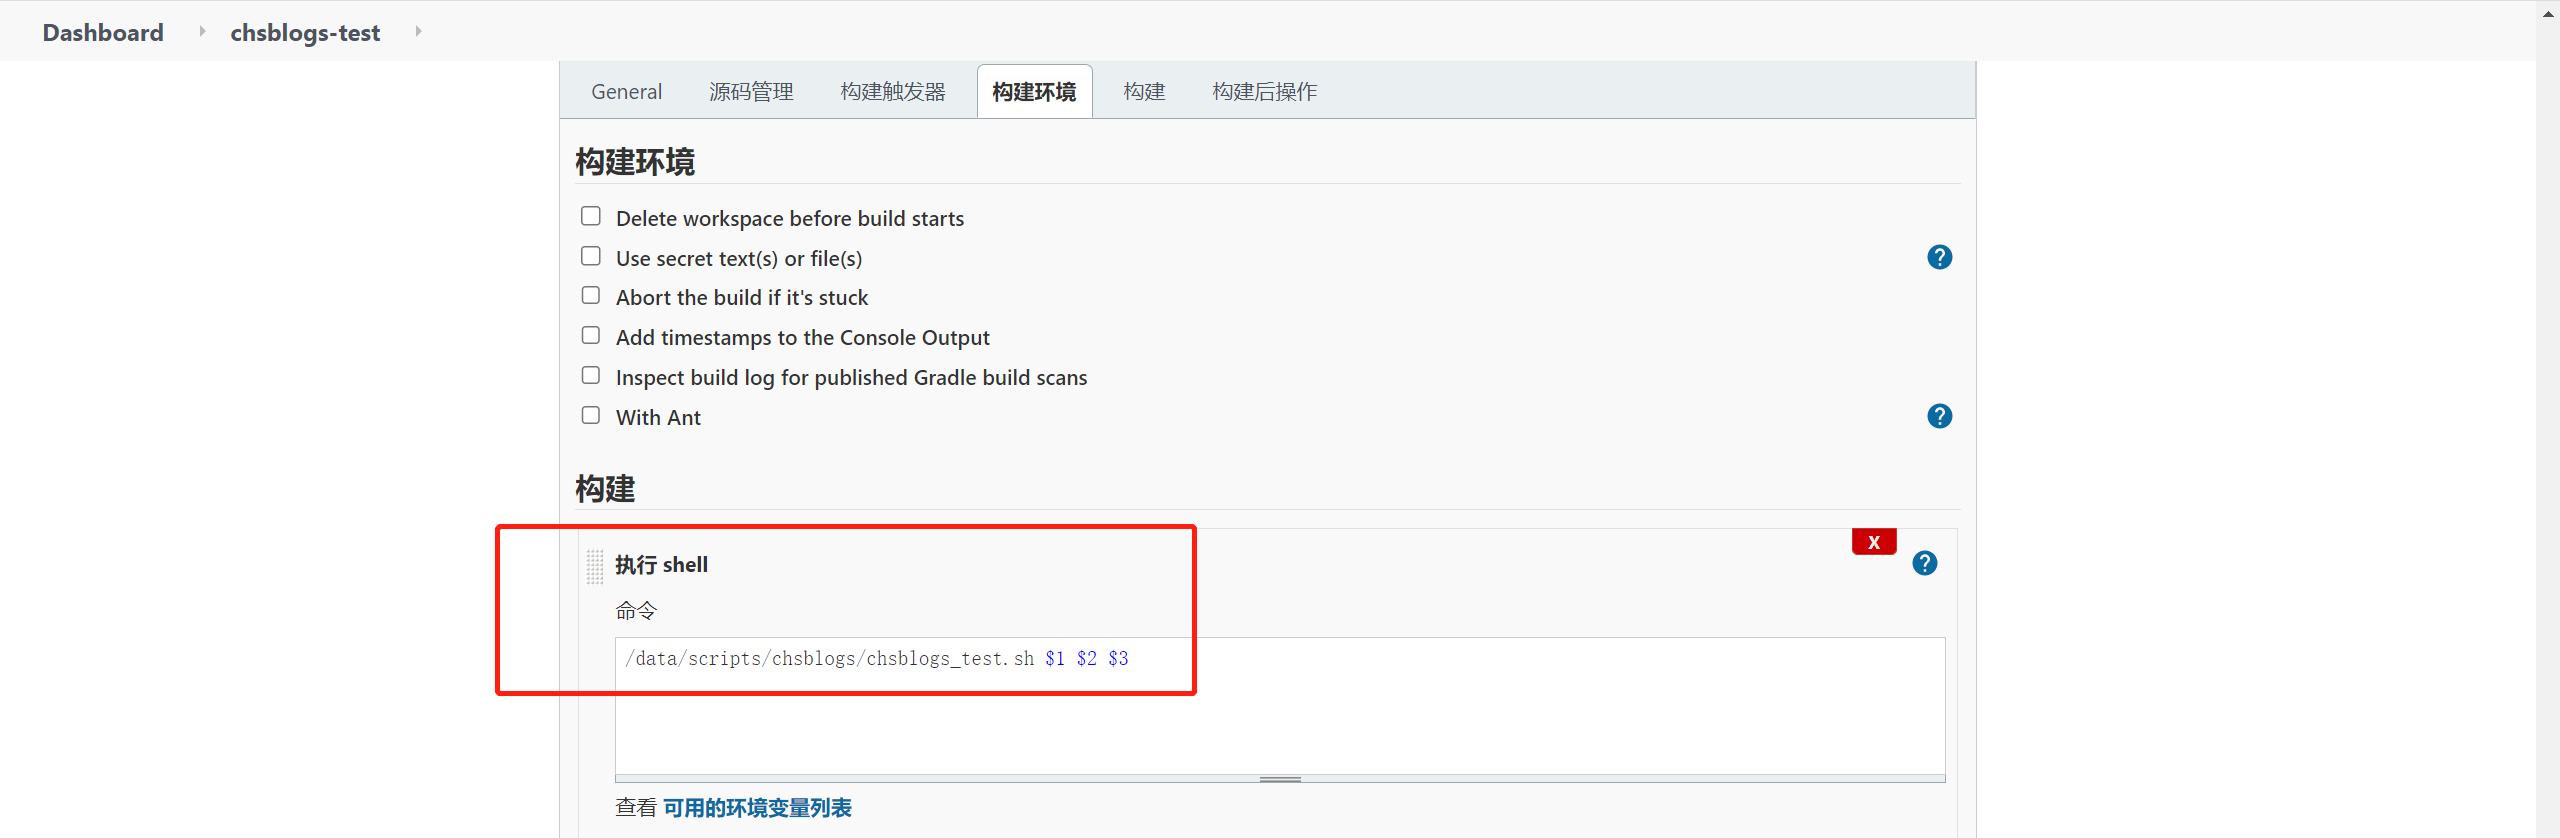 Dashboard chsblogs-test
General 源码管理 构建触发器 构建环境 构建 构建后操作
构建环境
Delete workspace before build starts
Use secret text(s) or file(s)
?
Abort the build if it's stuck
Add timestamps to the Console Output
Inspect build log for published Gradle build scans
With Ant
?
构建
X
执行 shell
?
命令
/data/scripts/chsblogs/chsblogs_test.sh $1 $2 $3
查看 可用的环境变量列表